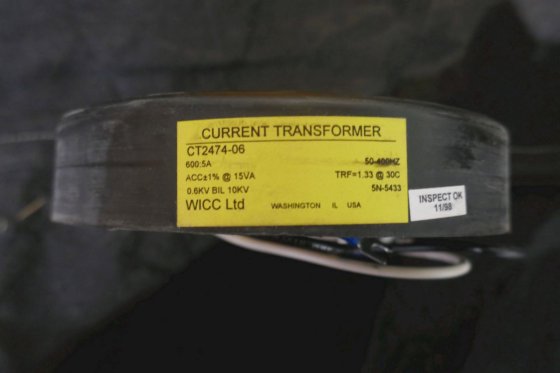 CURRENT TRANSFORMER
CT2474-06
600:5A 50-400HZ
ACC±1% @ 15VA TRF=1.33 @ 30C
0.6KV BIL 10KV 5N-5433
WICC Ltd WASHINGTON IL USA
INSPECT OK
11/98